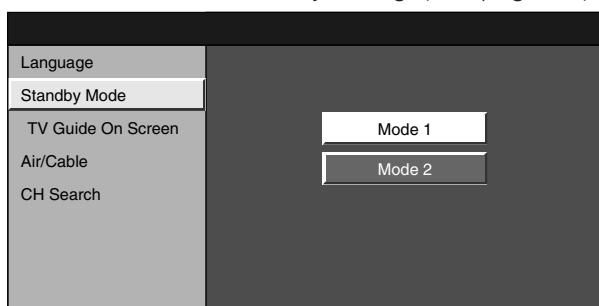 Language
Standby Mode
TV Guide On Screen
Air/Cable
CH Search
Mode 1
Mode 2